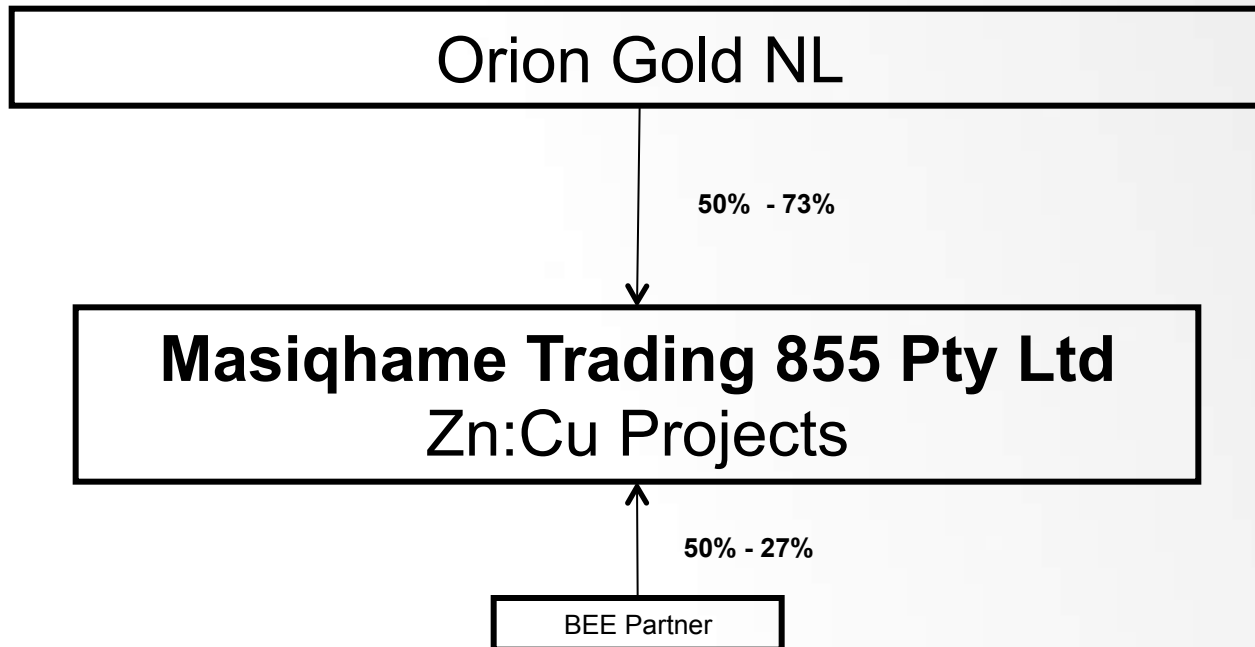 Orion Gold NL
50%  - 73%
Masiqhame Trading 855 Pty Ltd
Zn:Cu Projects
50% - 27%
BEE Partner